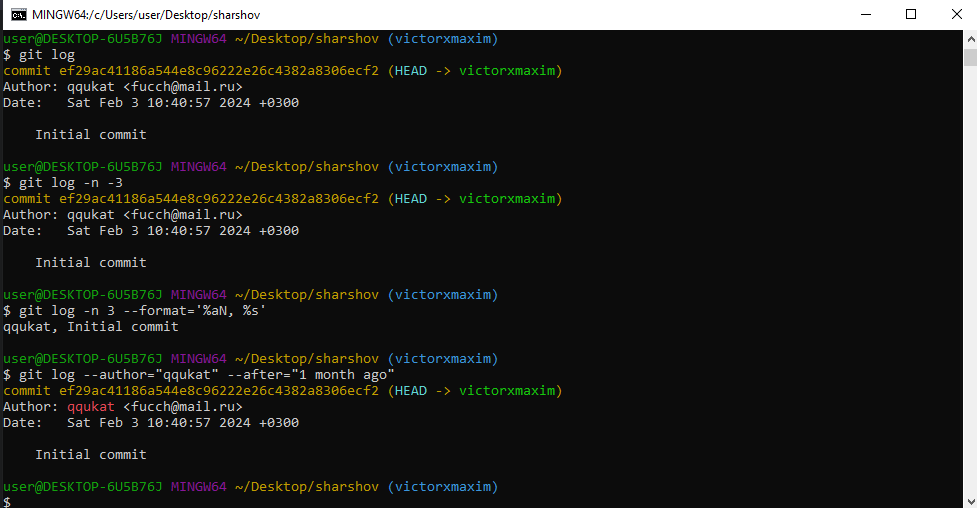 MINGW64:/c/Users/user/Desktop/sharshov
user@DESKTOP-6U5B76J MINGW64 ~/Desktop/sharshov (victorxmaxim)
$ git log
commit ef29ac41186a544e8c96222e26c4382a8306ecf2 (HEAD -> victorxmaxim)
Author: qqukat <fucch@mail.ru>
Date:   Sat Feb 3 10:40:57 2024 +0300
    Initial commit
user@DESKTOP-6U5B76J MINGW64 ~/Desktop/sharshov (victorxmaxim)
$ git log -n -3
commit ef29ac41186a544e8c96222e26c4382a8306ecf2 (HEAD -> victorxmaxim)
Author: qqukat <fucch@mail.ru>
Date:   Sat Feb 3 10:40:57 2024 +0300
    Initial commit
user@DESKTOP-6U5B76J MINGW64 ~/Desktop/sharshov (victorxmaxim)
$ git log -n 3 --format='%aN, %s'
qqukat, Initial commit
user@DESKTOP-6U5B76J MINGW64 ~/Desktop/sharshov (victorxmaxim)
$ git log --author="qqukat" --after="1 month ago"
commit ef29ac41186a544e8c96222e26c4382a8306ecf2 (HEAD -> victorxmaxim)
Author: qqukat <fucch@mail.ru>
Date:   Sat Feb 3 10:40:57 2024 +0300
    Initial commit
user@DESKTOP-6U5B76J MINGW64 ~/Desktop/sharshov (victorxmaxim)
$